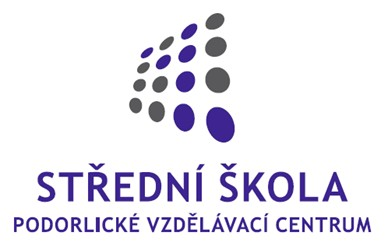 STŘEDNÍ ŠKOLA
PODORLICKÉ VZDĚLÁVACÍ CENTRUM